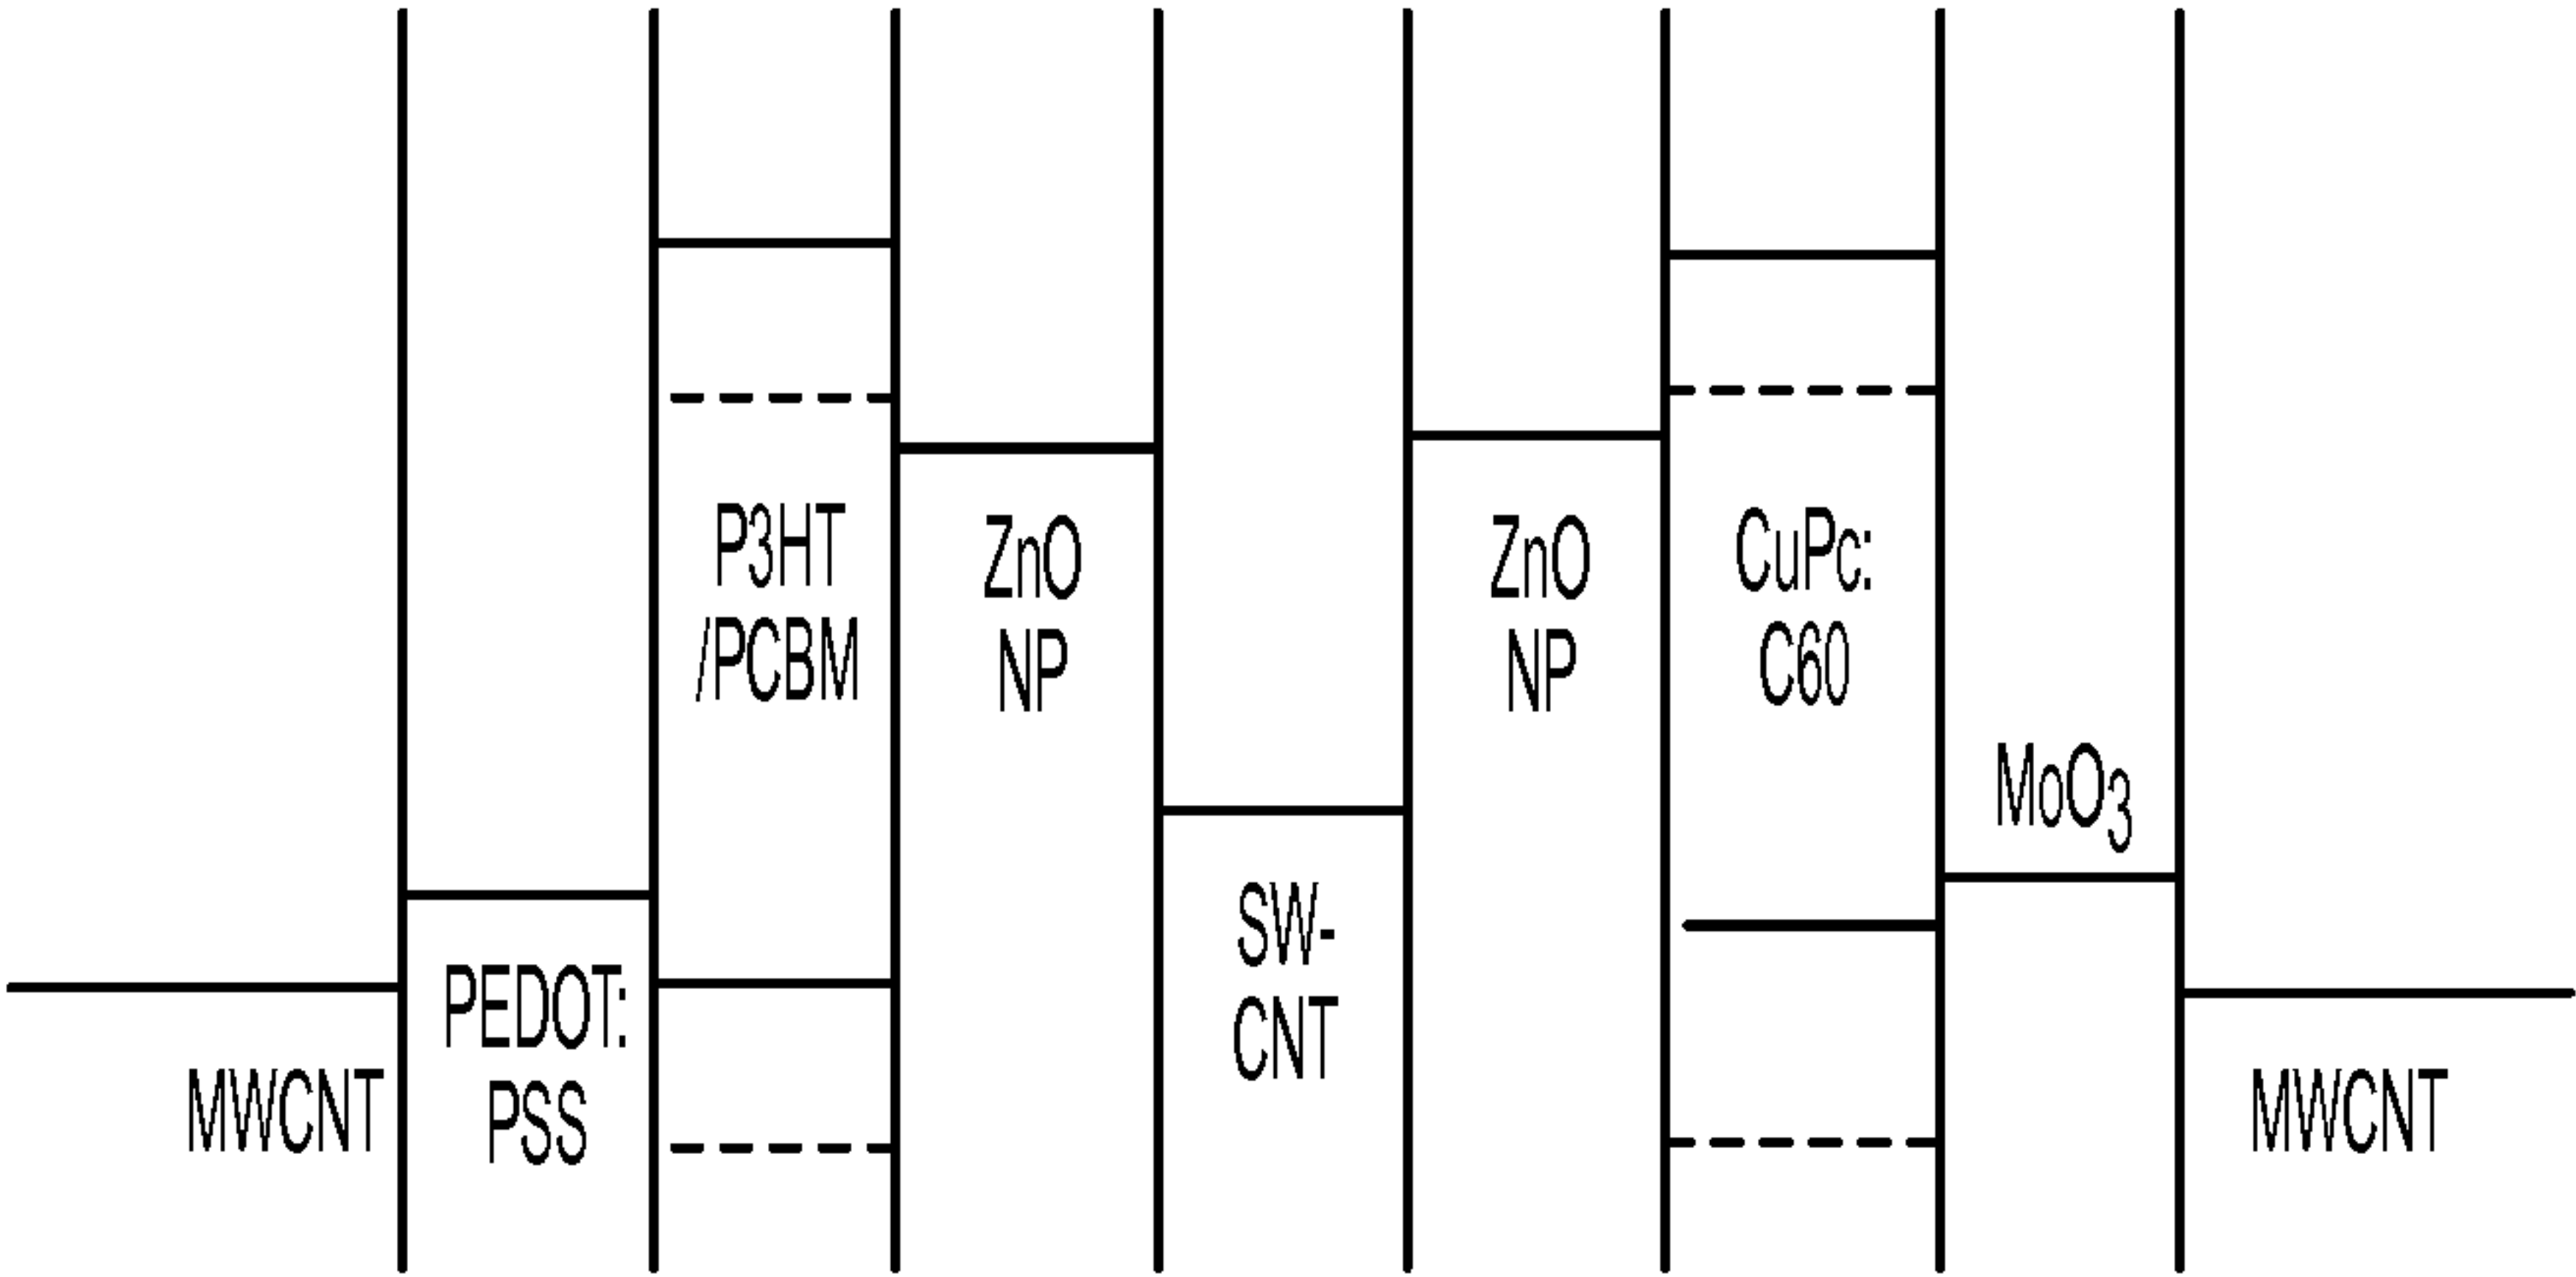 MWCNT
PEDOT:
PSS
P3HT
/PCBM
ZnO
NP
SW-
CNT
ZnO
NP
CuPc:
C60
MoO3
MWCNT